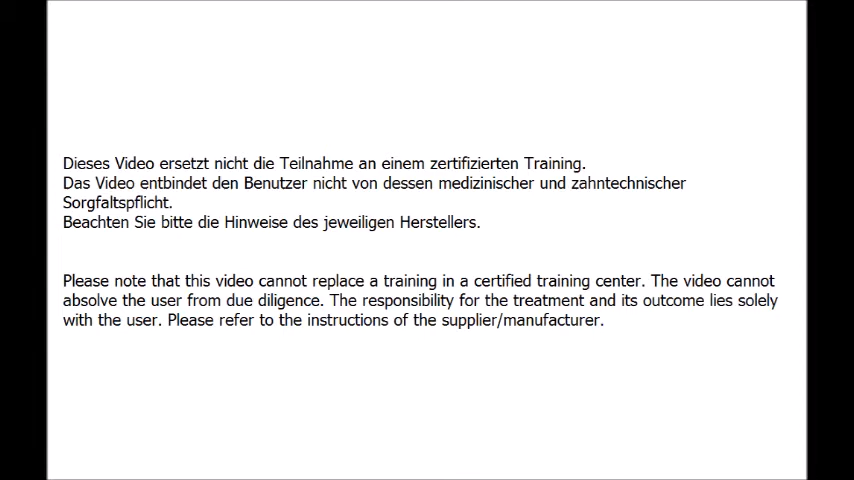 Dieses Video ersetzt nicht die Teilnahme an einem zertifizierten Training.
Das Video entbindet den Benutzer nicht von dessen medizinischer und zahntechnischer
Sorgfaltspflicht.
Beachten Sie bitte die Hinweise des jeweiligen Herstellers.
Please note that this video cannot replace a training in a certified training center. The video cannot
absolve the user from due diligence. The responsibility for the treatment and its outcome lies solely
with the user. Please refer to the instructions of the supplier/manufacturer.